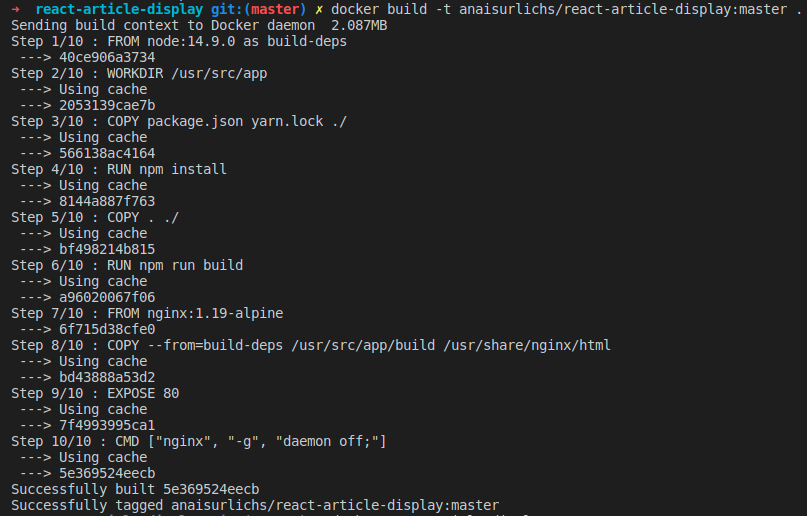 ➜  react-article-display git:(master) ✗ docker build -t anaisurlichs/react-article-display:master .
Sending build context to Docker daemon  2.087MB
Step 1/10 : FROM node:14.9.0 as build-deps
 ---> 40ce906a3734
Step 2/10 : WORKDIR /usr/src/app
 ---> Using cache
 ---> 2053139cae7b
Step 3/10 : COPY package.json yarn.lock ./
 ---> Using cache
 ---> 566138ac4164
Step 4/10 : RUN npm install
 ---> Using cache
 ---> 8144a887f763
Step 5/10 : COPY . ./
 ---> Using cache
 ---> bf498214b815
Step 6/10 : RUN npm run build
 ---> Using cache
 ---> a96020067f06
Step 7/10 : FROM nginx:1.19-alpine
 ---> 6f715d38cfe0
Step 8/10 : COPY --from=build-deps /usr/src/app/build /usr/share/nginx/html
 ---> Using cache
 ---> bd43888a53d2
Step 9/10 : EXPOSE 80
 ---> Using cache
 ---> 7f4993995ca1
Step 10/10 : CMD ["nginx", "-g", "daemon off;"]
 ---> Using cache
 ---> 5e369524eecb
Successfully built 5e369524eecb
Successfully tagged anaisurlichs/react-article-display:master